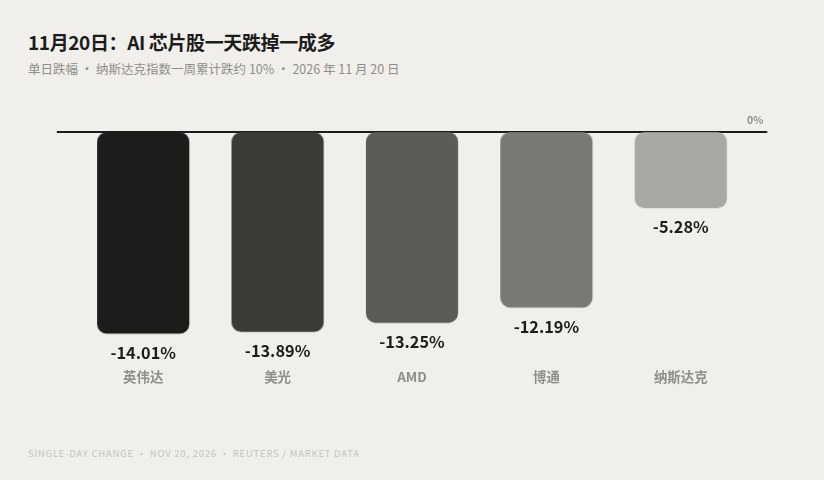 11月20日：AI 芯片股一天跌掉一成多
单日跌幅 · 纳斯达克指数一周累计跌约 10% · 2026 年 11 月 20 日
0%
-14.01%
-13.89%
-13.25%
-12.19%
-5.28%
英伟达
美光
AMD
博通
纳斯达克
SINGLE-DAY CHANGE · NOV 20, 2026 · REUTERS / MARKET DATA